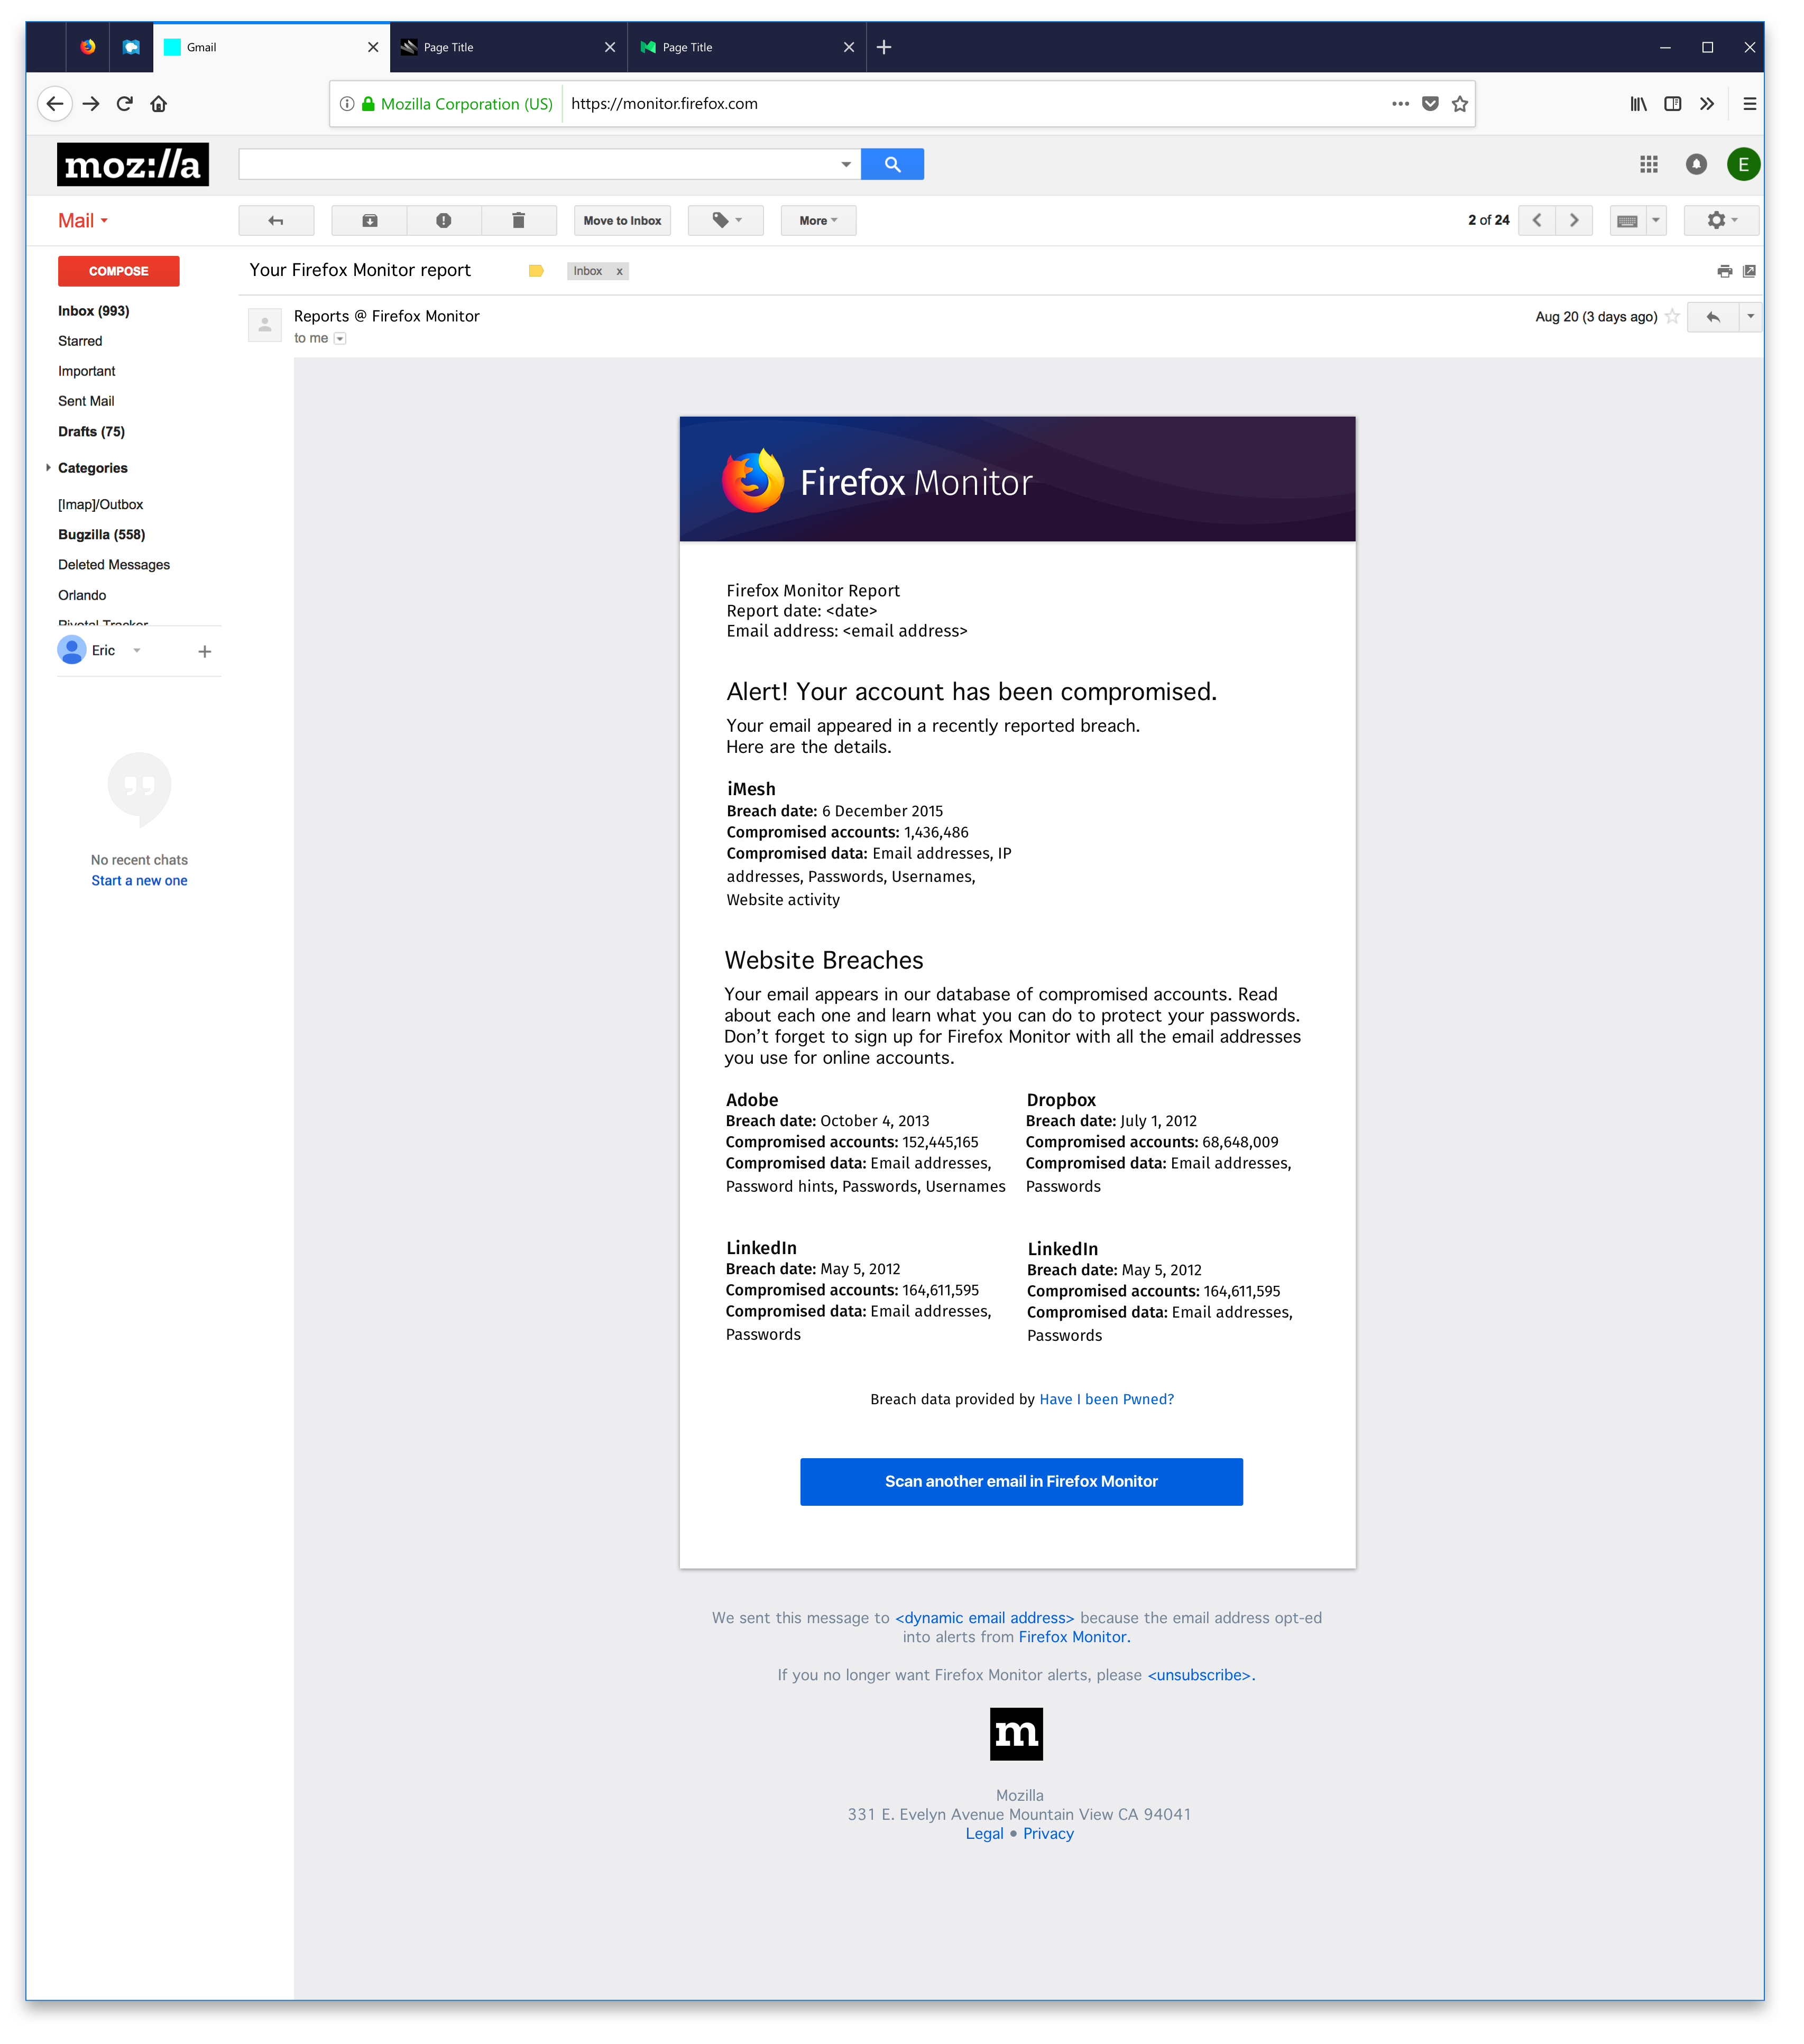 Gmail
Page Title
Page Title
Mozilla Corporation (US)
https://monitor.firefox.com
moz://a
E
Mail
Move to Inbox
More
2 of 24
COMPOSE
Your Firefox Monitor report
Inbox x
Inbox (993)
Starred
Important
Sent Mail
Drafts (75)
Categories
[Imap]/Outbox
Bugzilla (558)
Deleted Messages
Orlando
Pivotal Tracker
Eric
No recent chats
Start a new one
Reports @ Firefox Monitor
to me
Aug 20 (3 days ago)
Firefox Monitor
Firefox Monitor Report
Report date: <date>
Email address: <email address>
Alert! Your account has been compromised.
Your email appeared in a recently reported breach.
Here are the details.
iMesh
Breach date: 6 December 2015
Compromised accounts: 1,436,486
Compromised data: Email addresses, IP
addresses, Passwords, Usernames,
Website activity
Website Breaches
Your email appears in our database of compromised accounts. Read
about each one and learn what you can do to protect your passwords.
Don’t forget to sign up for Firefox Monitor with all the email addresses
you use for online accounts.
Adobe
Breach date: October 4, 2013
Compromised accounts: 152,445,165
Compromised data: Email addresses,
Password hints, Passwords, Usernames
Dropbox
Breach date: July 1, 2012
Compromised accounts: 68,648,009
Compromised data: Email addresses,
Passwords
LinkedIn
Breach date: May 5, 2012
Compromised accounts: 164,611,595
Compromised data: Email addresses,
Passwords
LinkedIn
Breach date: May 5, 2012
Compromised accounts: 164,611,595
Compromised data: Email addresses,
Passwords
Breach data provided by Have I been Pwned?
Scan another email in Firefox Monitor
We sent this message to <dynamic email address> because the email address opt-ed
into alerts from Firefox Monitor.
If you no longer want Firefox Monitor alerts, please <unsubscribe>.
m
Mozilla
331 E. Evelyn Avenue Mountain View CA 94041
Legal • Privacy